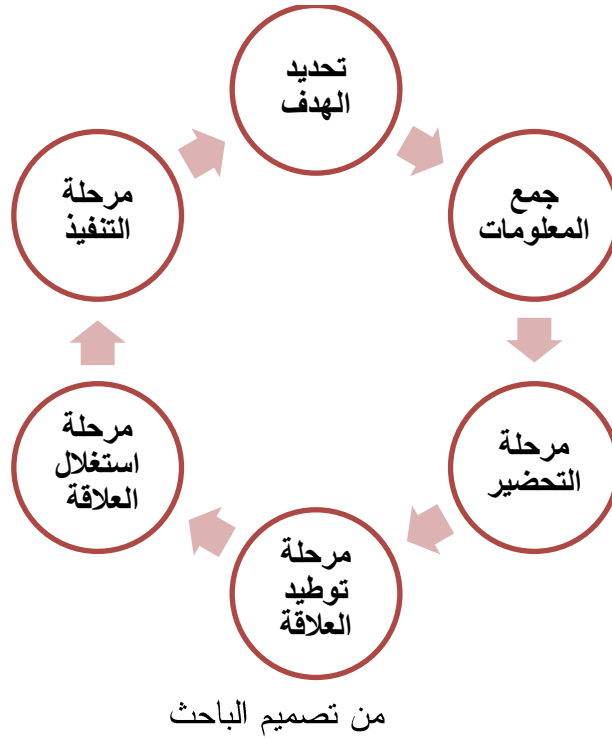 تحديد
الهدف
جمع
المعلومات
مرحلة
التحضير
مرحلة
توطيد
العلاقة
مرحلة
استغلال
العلاقة
مرحلة
التنفيذ
من تصميم الباحث